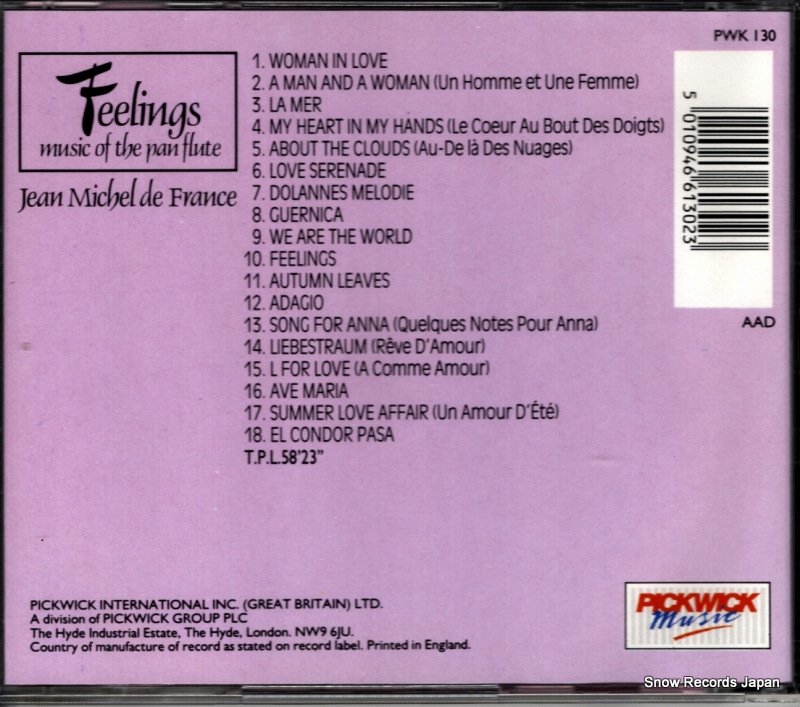 PWK 130
Feelings
music of the pan flute
Jean Michel de France
1. WOMAN IN LOVE
2. A MAN AND A WOMAN (Un Homme et Une Femme)
3. LA MER
4. MY HEART IN MY HANDS (Le Coeur Au Bout Des Doigts)
5. ABOUT THE CLOUDS (Au-De là Des Nuages)
6. LOVE SERENADE
7. DOLANNES MELODIE
8. GUERNICA
9. WE ARE THE WORLD
10. FEELINGS
11. AUTUMN LEAVES
12. ADAGIO
13. SONG FOR ANNA (Quelques Notes Pour Anna)
14. LIEBESTRAUM (Rêve D'Amour)
15. L FOR LOVE (A Comme Amour)
16. AVE MARIA
17. SUMMER LOVE AFFAIR (Un Amour D'Été)
18. EL CONDOR PASA
T.P.L.58'23"
5 010946 613023
AAD
PICKWICK INTERNATIONAL INC. (GREAT BRITAIN) LTD.
A division of PICKWICK GROUP PLC
The Hyde Industrial Estate, The Hyde, London. NW9 6JU.
Country of manufacture of record as stated on record label. Printed in England.
PICKWICK
Music
Snow Records Japan